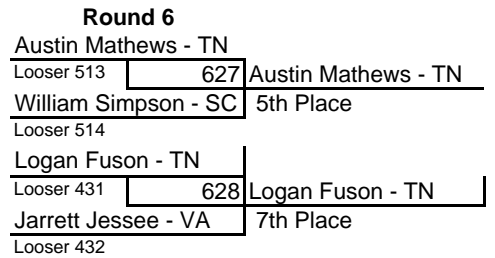 Round 6
Austin Mathews - TN
Looser 513
627 Austin Mathews - TN
William Simpson - SC 5th Place
Looser 514
Logan Fuson - TN
Looser 431
628 Logan Fuson - TN
Jarrett Jessee - VA 7th Place
Looser 432